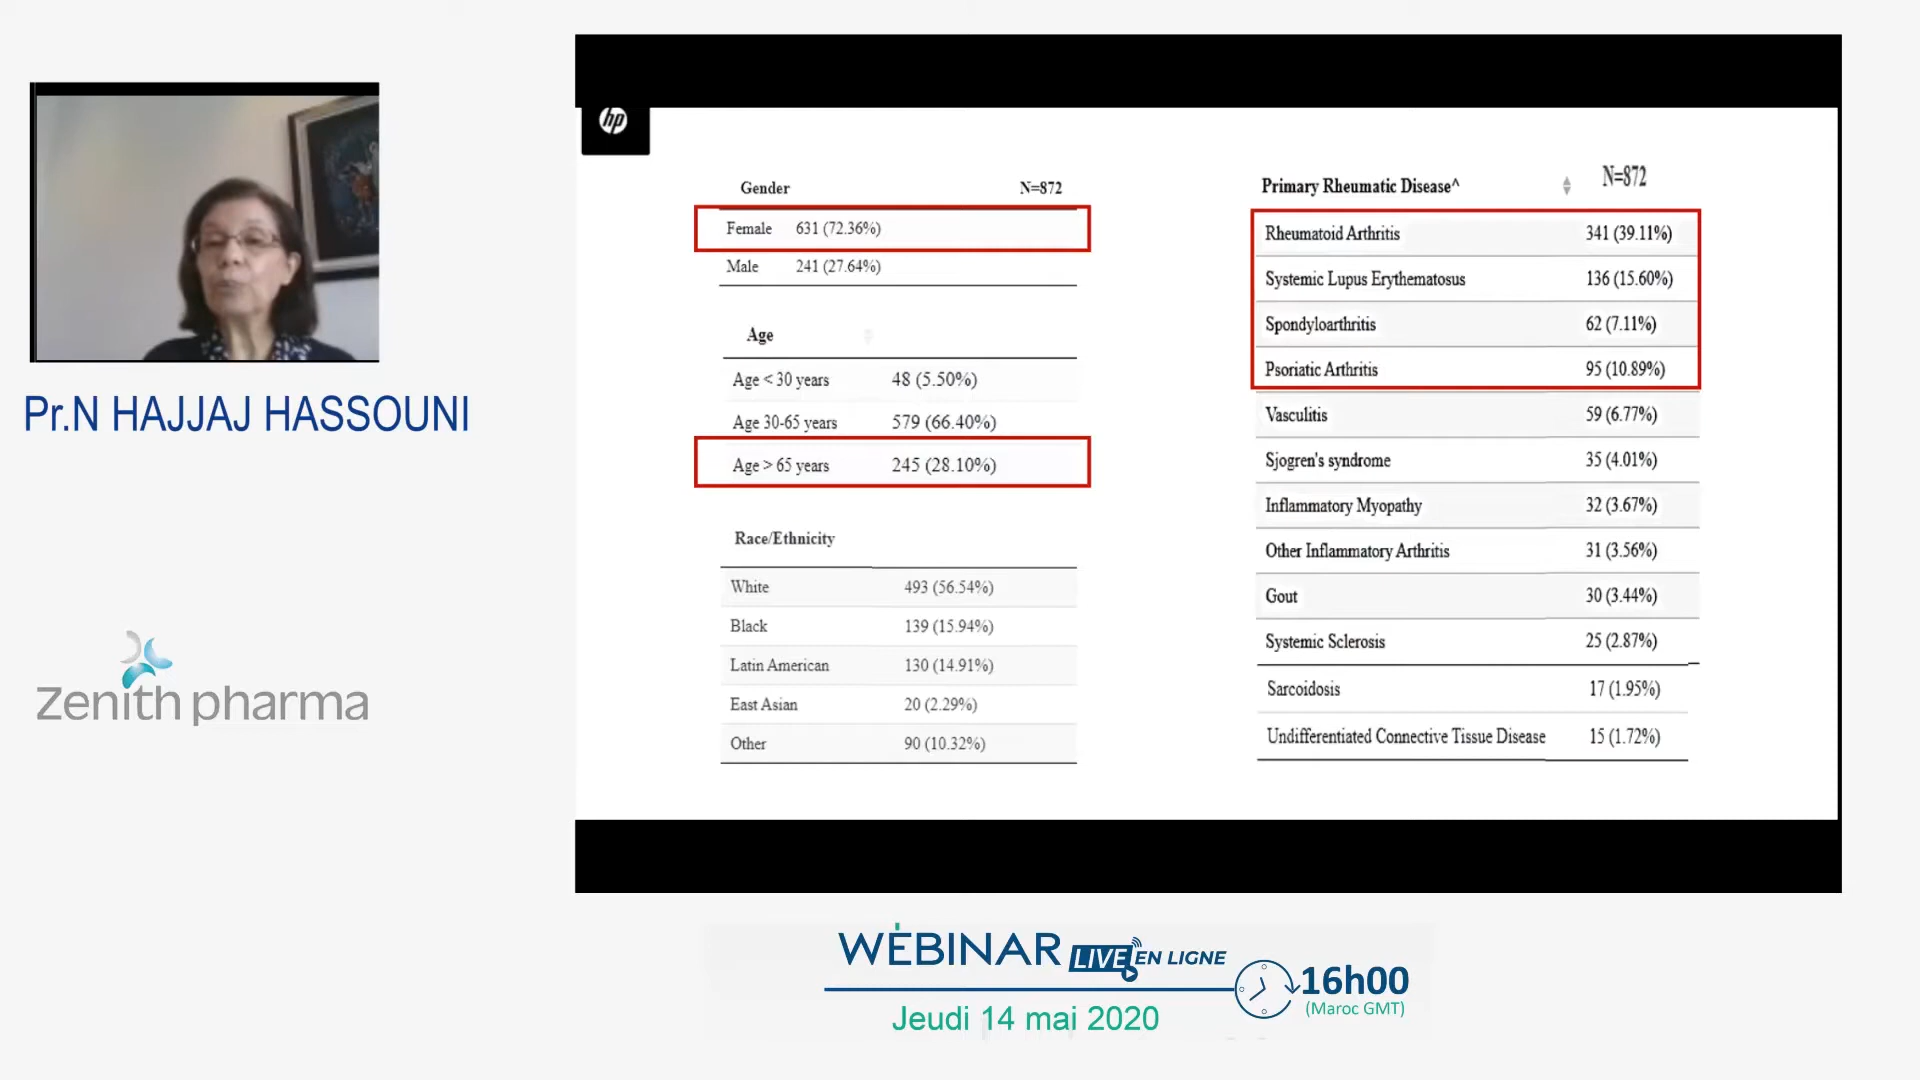 hp
Pr.N HAJJAJ HASSOUNI
zenith pharma
Gender N=872
Female 631 (72.36%)
Male 241 (27.64%)
Age
Age < 30 years 48 (5.50%)
Age 30-65 years 579 (66.40%)
Age > 65 years 245 (28.10%)
Race/Ethnicity
White 493 (56.54%)
Black 139 (15.94%)
Latin American 130 (14.91%)
East Asian 20 (2.29%)
Other 90 (10.32%)
Primary Rheumatic Disease^ N=872
Rheumatoid Arthritis 341 (39.11%)
Systemic Lupus Erythematosus 136 (15.60%)
Spondyloarthritis 62 (7.11%)
Psoriatic Arthritis 95 (10.89%)
Vasculitis 59 (6.77%)
Sjogren's syndrome 35 (4.01%)
Inflammatory Myopathy 32 (3.67%)
Other Inflammatory Arthritis 31 (3.56%)
Gout 30 (3.44%)
Systemic Sclerosis 25 (2.87%)
Sarcoidosis 17 (1.95%)
Undifferentiated Connective Tissue Disease 15 (1.72%)
WEBINAR LIVE EN LIGNE
16h00
(Maroc GMT)
Jeudi 14 mai 2020